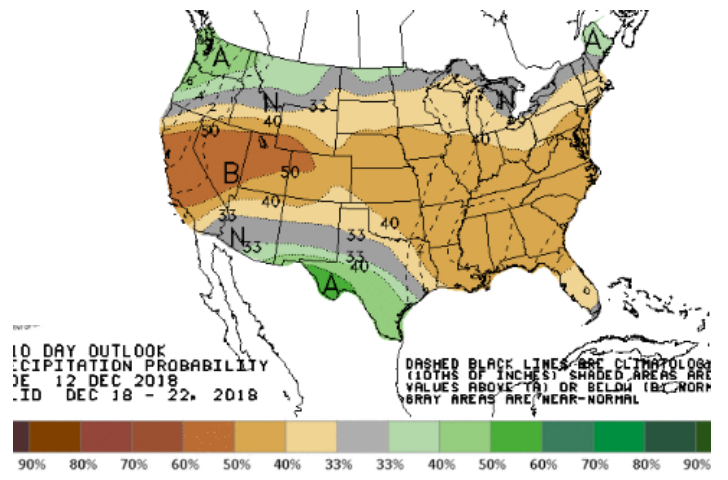 A
A
N
33
N
40
50
40
B
50
40
33
N
33
40
33
33
40
A
10 DAY OUTLOOK
ECIPITATION PROBABILITY
DE 12 DEC 2018
LID DEC 18 - 22, 2018
DASHED BLACK LINES ARE CLIMATOLOGY
(10THS OF INCHES) SHADED AREAS ARE
VALUES ABOVE (A) OR BELOW (B) NORM
GRAY AREAS ARE NEAR-NORMAL
90% 80% 70% 60% 50% 40% 33% 33% 40% 50% 60% 70% 80% 90%